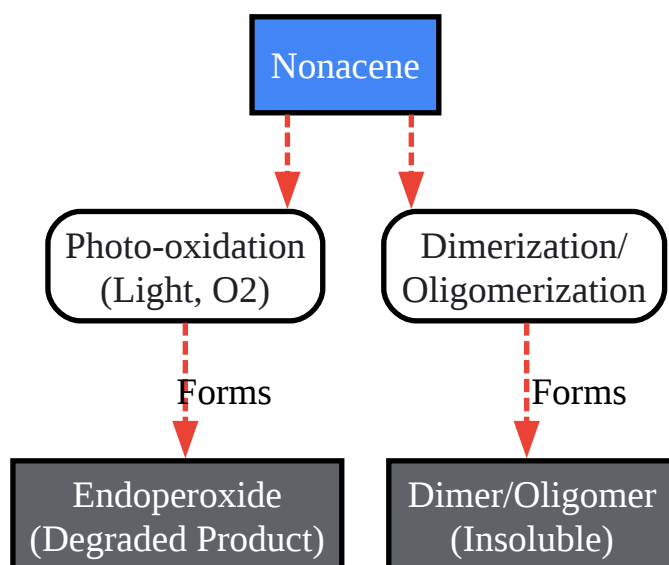 Nonacene
Photo-oxidation
(Light, O2)
Dimerization/
Oligomerization
Forms
Forms
Endoperoxide
(Degraded Product)
Dimer/Oligomer
(Insoluble)